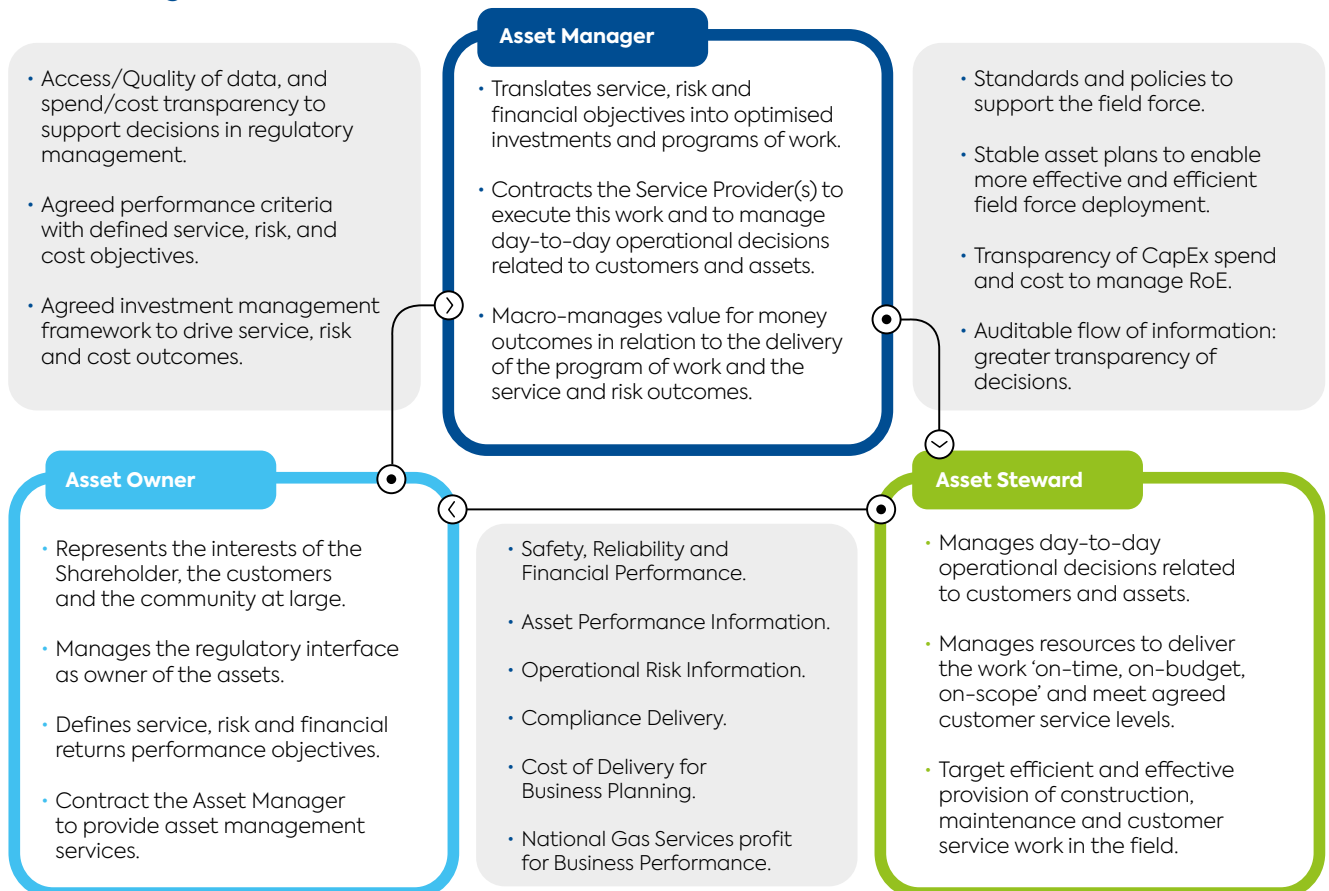 Asset Manager
• Access/Quality of data, and
spend/cost transparency to
support decisions in regulatory
management.
• Agreed performance criteria
with defined service, risk, and
cost objectives.
• Agreed investment management
framework to drive service, risk
and cost outcomes.
• Translates service, risk and
financial objectives into optimised
investments and programs of work.
• Contracts the Service Provider(s) to
execute this work and to manage
day-to-day operational decisions
related to customers and assets.
• Macro-manages value for money
outcomes in relation to the delivery
of the program of work and the
service and risk outcomes.
• Standards and policies to
support the field force.
• Stable asset plans to enable
more effective and efficient
field force deployment.
• Transparency of CapEx spend
and cost to manage RoE.
• Auditable flow of information:
greater transparency of
decisions.
Asset Owner
• Represents the interests of the
Shareholder, the customers
and the community at large.
• Manages the regulatory interface
as owner of the assets.
• Defines service, risk and financial
returns performance objectives.
• Contract the Asset Manager
to provide asset management
services.
• Safety, Reliability and
Financial Performance.
• Asset Performance Information.
• Operational Risk Information.
• Compliance Delivery.
• Cost of Delivery for
Business Planning.
• National Gas Services profit
for Business Performance.
Asset Steward
• Manages day-to-day
operational decisions related
to customers and assets.
• Manages resources to deliver
the work ‘on-time, on-budget,
on-scope’ and meet agreed
customer service levels.
• Target efficient and effective
provision of construction,
maintenance and customer
service work in the field.